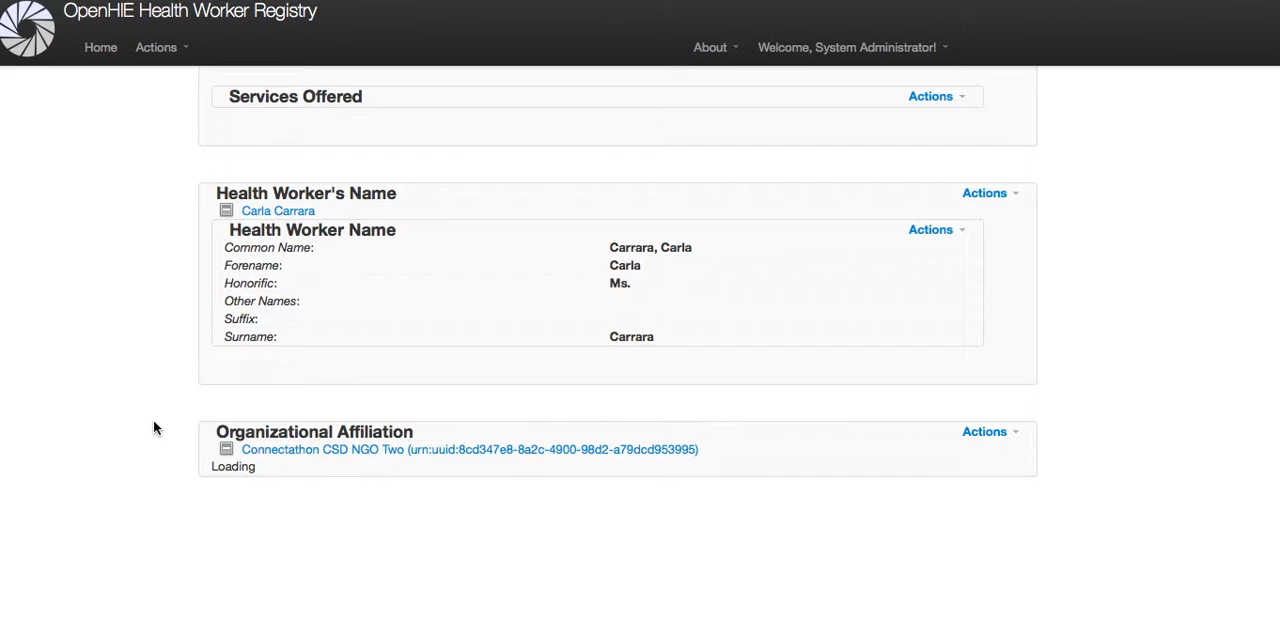 OpenHIE Health Worker Registry
Home Actions About Welcome, System Administrator!
Services Offered Actions
Health Worker's Name Actions
Carla Carrara
Health Worker Name Actions
Common Name: Carrara, Carla
Forename: Carla
Honorific: Ms.
Other Names:
Suffix:
Surname: Carrara
Organizational Affiliation Actions
Connectathon CSD NGO Two (urn:uuid:8cd347e8-8a2c-4900-98d2-a79dcd953995)
Loading